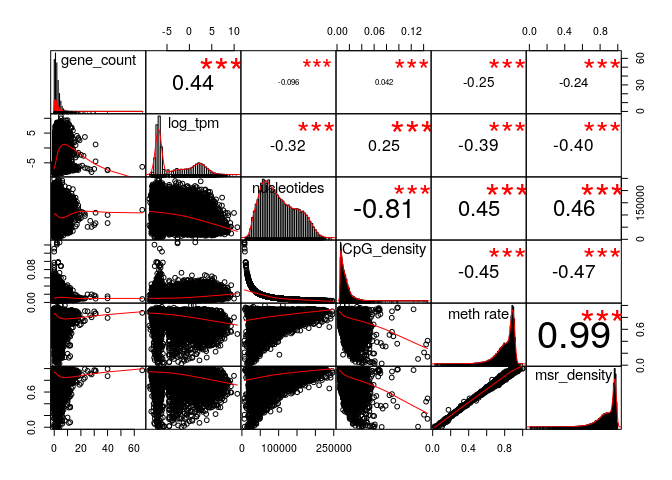 -5 0 5 10 0.00 0.06 0.12 0.0 0.4 0.8
gene_count 0.44 *** -0.096 *** 0.042 *** -0.25 *** -0.24 *** 0 20 40 60
-5 5 log_tpm -0.32 *** 0.25 *** -0.39 *** -0.40 ***
nucleotides -0.81 *** 0.45 *** 0.46 *** 0 150000
0.00 0.08 CpG_density -0.45 *** -0.47 ***
meth rate 0.99 *** 0.0 0.6
0.0 0.6 msr_density
0 20 40 60 0 100000 250000 0.0 0.4 0.8